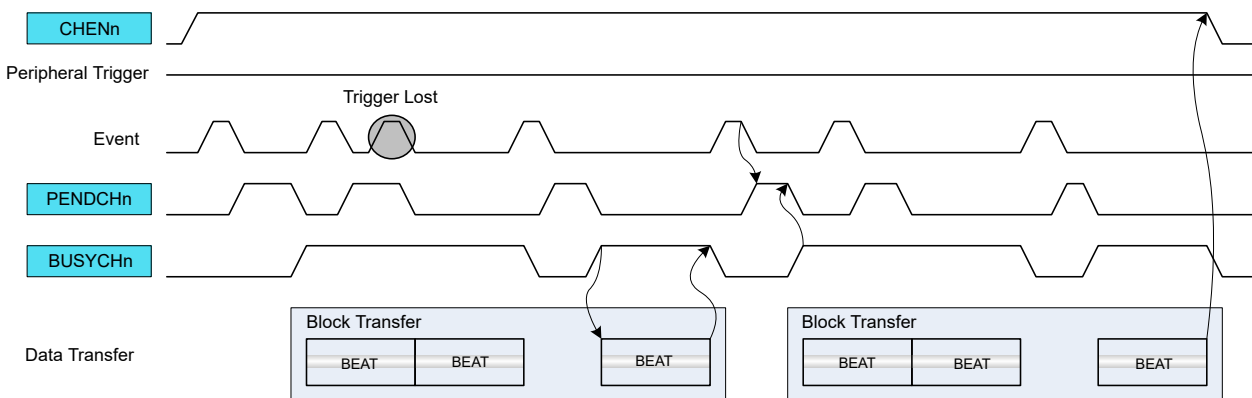 CHENn
Peripheral Trigger
Trigger Lost
Event
PENDCHn
BUSYCHn
Block Transfer
Block Transfer
Data Transfer
BEAT
BEAT
BEAT
BEAT
BEAT
BEAT